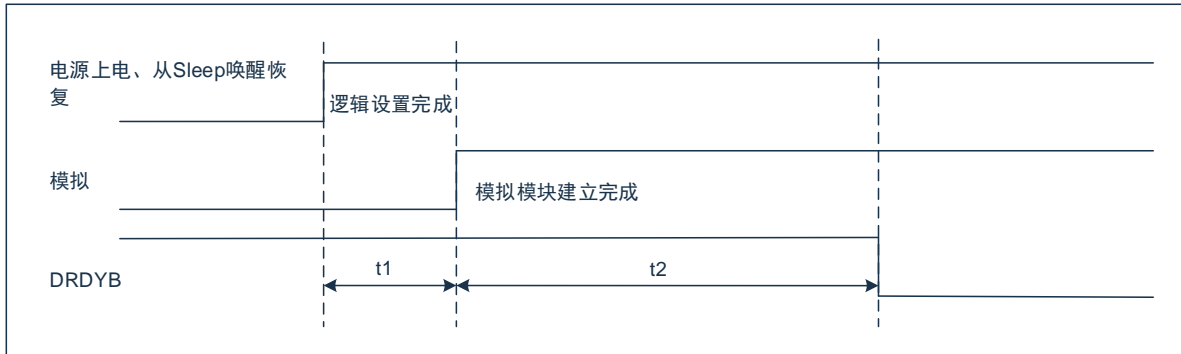 电源上电、从Sleep唤醒恢
复
逻辑设置完成
模拟
模拟模块建立完成
t1
t2
DRDYB